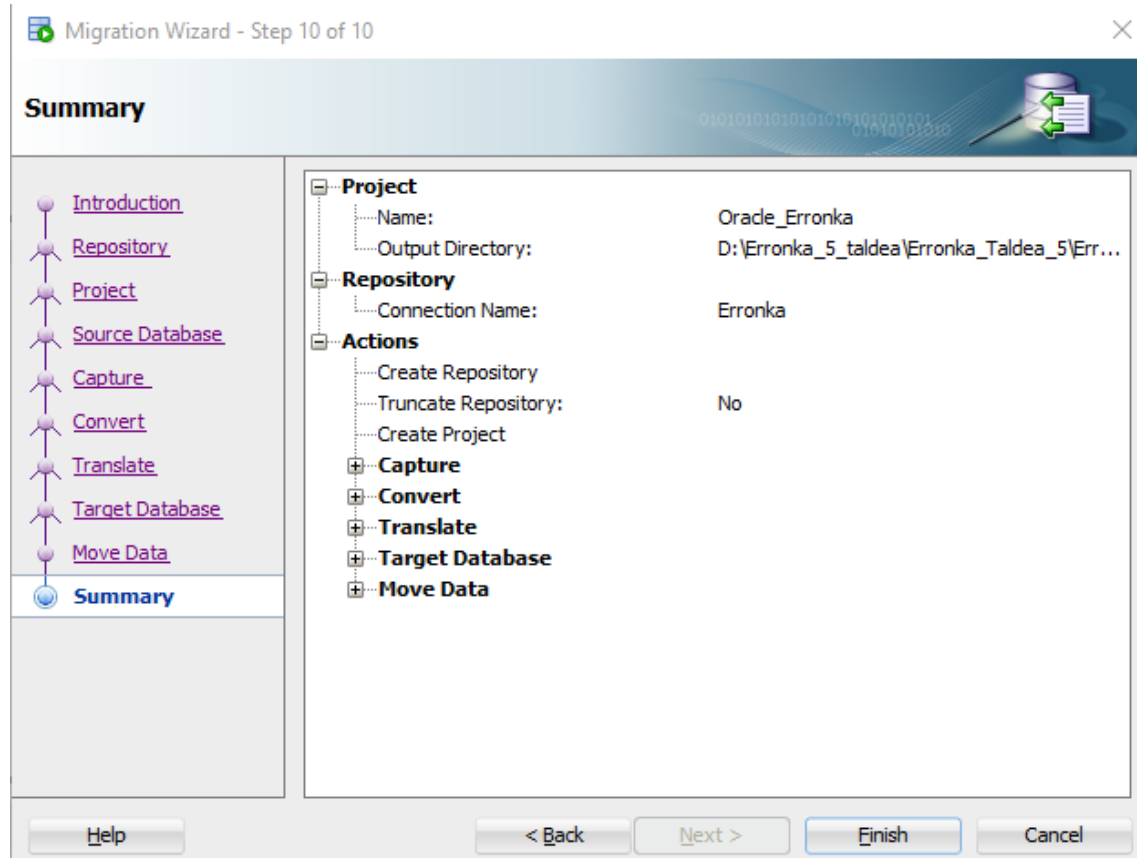 Migration Wizard - Step 10 of 10
Summary
0101010101010101010101010101
01010101010
Introduction
Repository
Project
Source Database
Capture
Convert
Translate
Target Database
Move Data
Summary
Project
Name: Oracle_Erronka
Output Directory: D:\Erronka_5_taldea\Erronka_Taldea_5\Err...
Repository
Connection Name: Erronka
Actions
Create Repository
Truncate Repository: No
Create Project
Capture
Convert
Translate
Target Database
Move Data
Help < Back Next > Finish Cancel